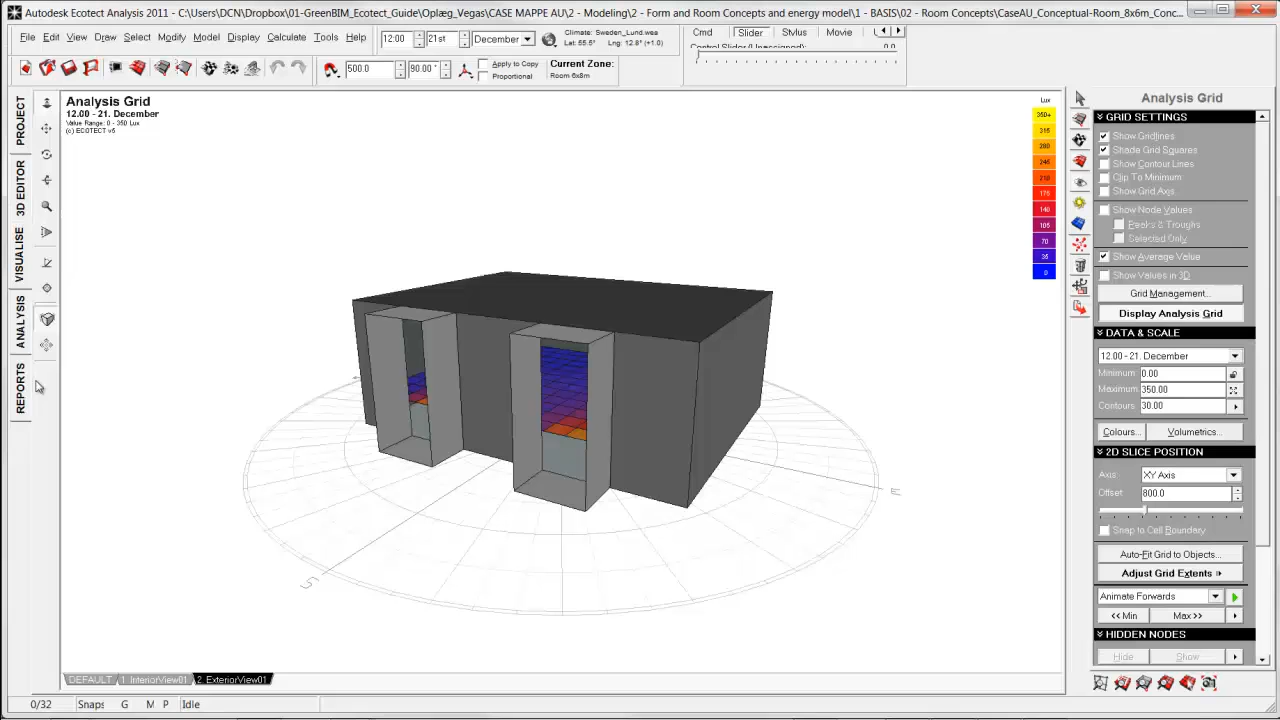 Autodesk Ecotect Analysis 2011 - C:\Users\DCN\Dropbox\01-GreenBIM_Ecotect_Guide\Oplæg_Vegas\CASE MAPPE AU\2 - Modeling\2 - Form and Room Concepts and energy model\1 - OASIS\02 - Room Concepts\CaseAU_Conceptual-Room_8x6m_Conc...
File Edit View Draw Select Modify Model Display Calculate Tools Help
12:00 21st December
Climate: Sweden_Lund.wea
Lat: 55.5° Lng: 12.8° (+1.0)
Cmd Slider Stylus Movie
Control Slider (Unassigned): 0.0
500.0 90.00 °
Apply to Copy
Proportional
Current Zone:
Room 6x8m
PROJECT
3D EDITOR
VISUALISE
ANALYSIS
REPORTS
Analysis Grid
12.00 - 21. December
Value Range: 0 - 350 Lux
(c) ECOTECT v5
Lux
350+
315
280
245
210
175
140
105
70
35
0
S
E
Analysis Grid
GRID SETTINGS
Show Gridlines
Shade Grid Squares
Show Contour Lines
Clip To Minimum
Show Grid Axis
Show Node Values
Peaks & Troughs
Selected Only
Show Average Value
Show Values in 3D
Grid Management...
Display Analysis Grid
DATA & SCALE
12.00 - 21. December
Minimum: 0.00
Maximum: 350.00
Contours: 30.00
Colours... Volumetrics...
2D SLICE POSITION
Axis: XY Axis
Offset: 800.0
Snap to Cell Boundary
Auto-Fit Grid to Objects...
Adjust Grid Extents
Animate Forwards
<< Min Max >>
HIDDEN NODES
Hide Show
DEFAULT 1. InteriorView01 2. ExteriorView01
0/32 Snaps G M P Idle